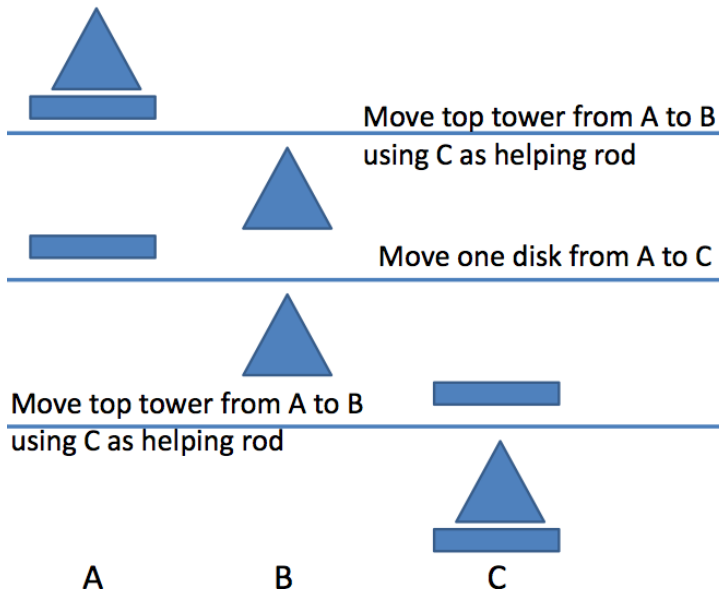 Move top tower from A to B
using C as helping rod
Move one disk from A to C
Move top tower from A to B
using C as helping rod
A B C